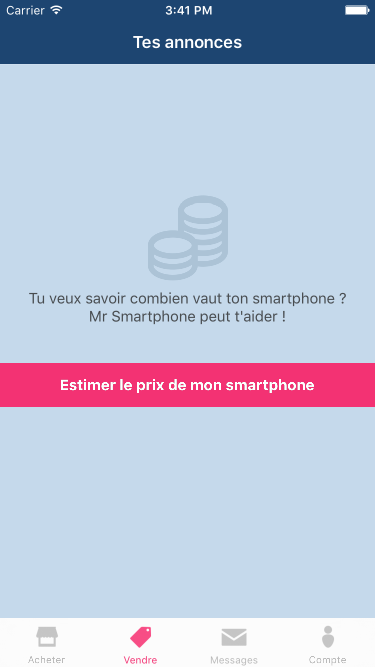 Carrier 3:41 PM
Tes annonces
Tu veux savoir combien vaut ton smartphone ?
Mr Smartphone peut t'aider !
Estimer le prix de mon smartphone
Acheter Vendre Messages Compte